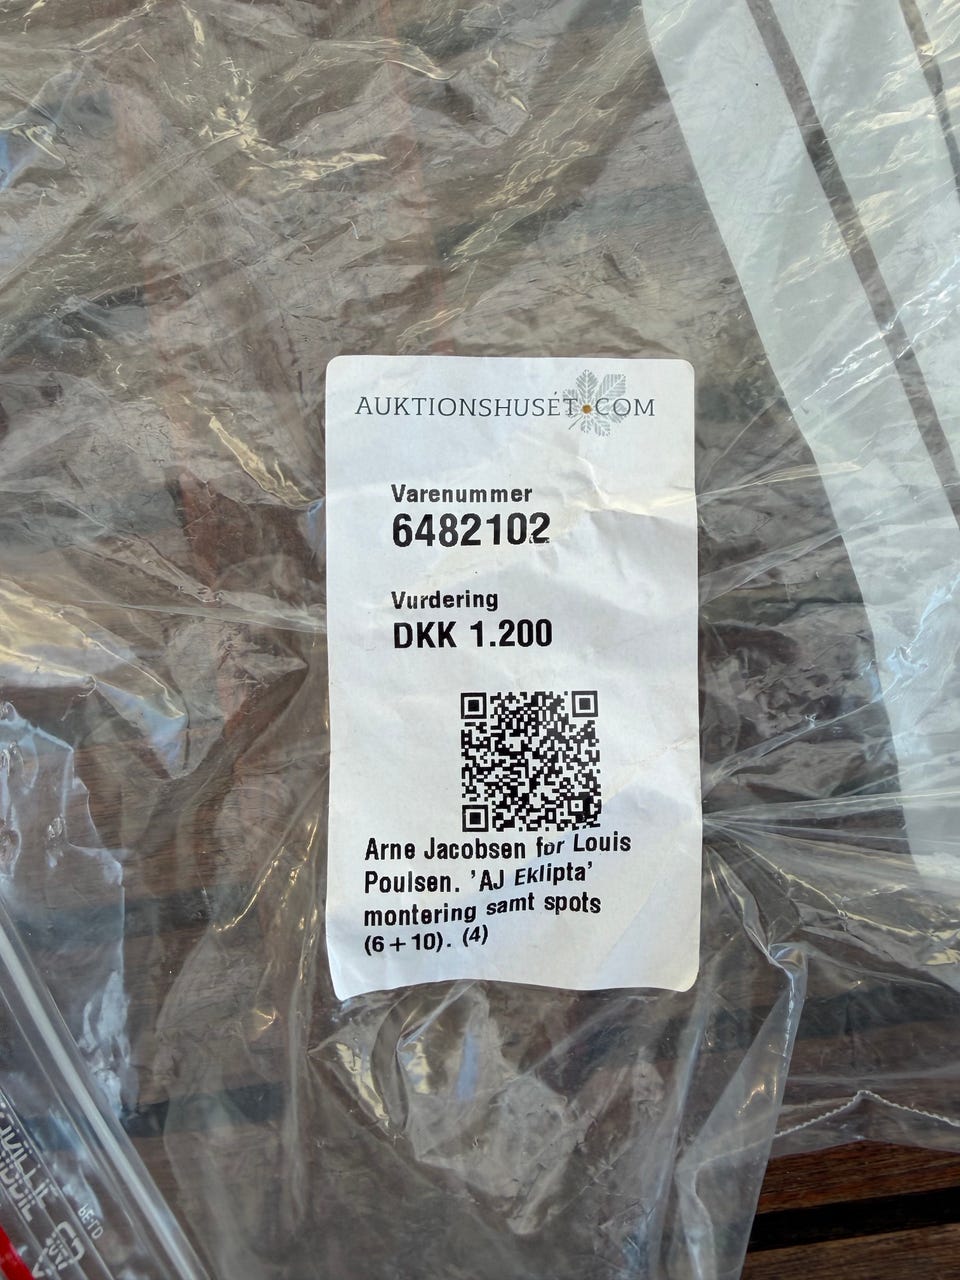 AUKTIONSHUSET.COM
Varenummer
6482102
Vurdering
DKK 1.200
Arne Jacobsen for Louis
Poulsen. 'AJ Eklipta'
montering samt spots
(6+10). (4)